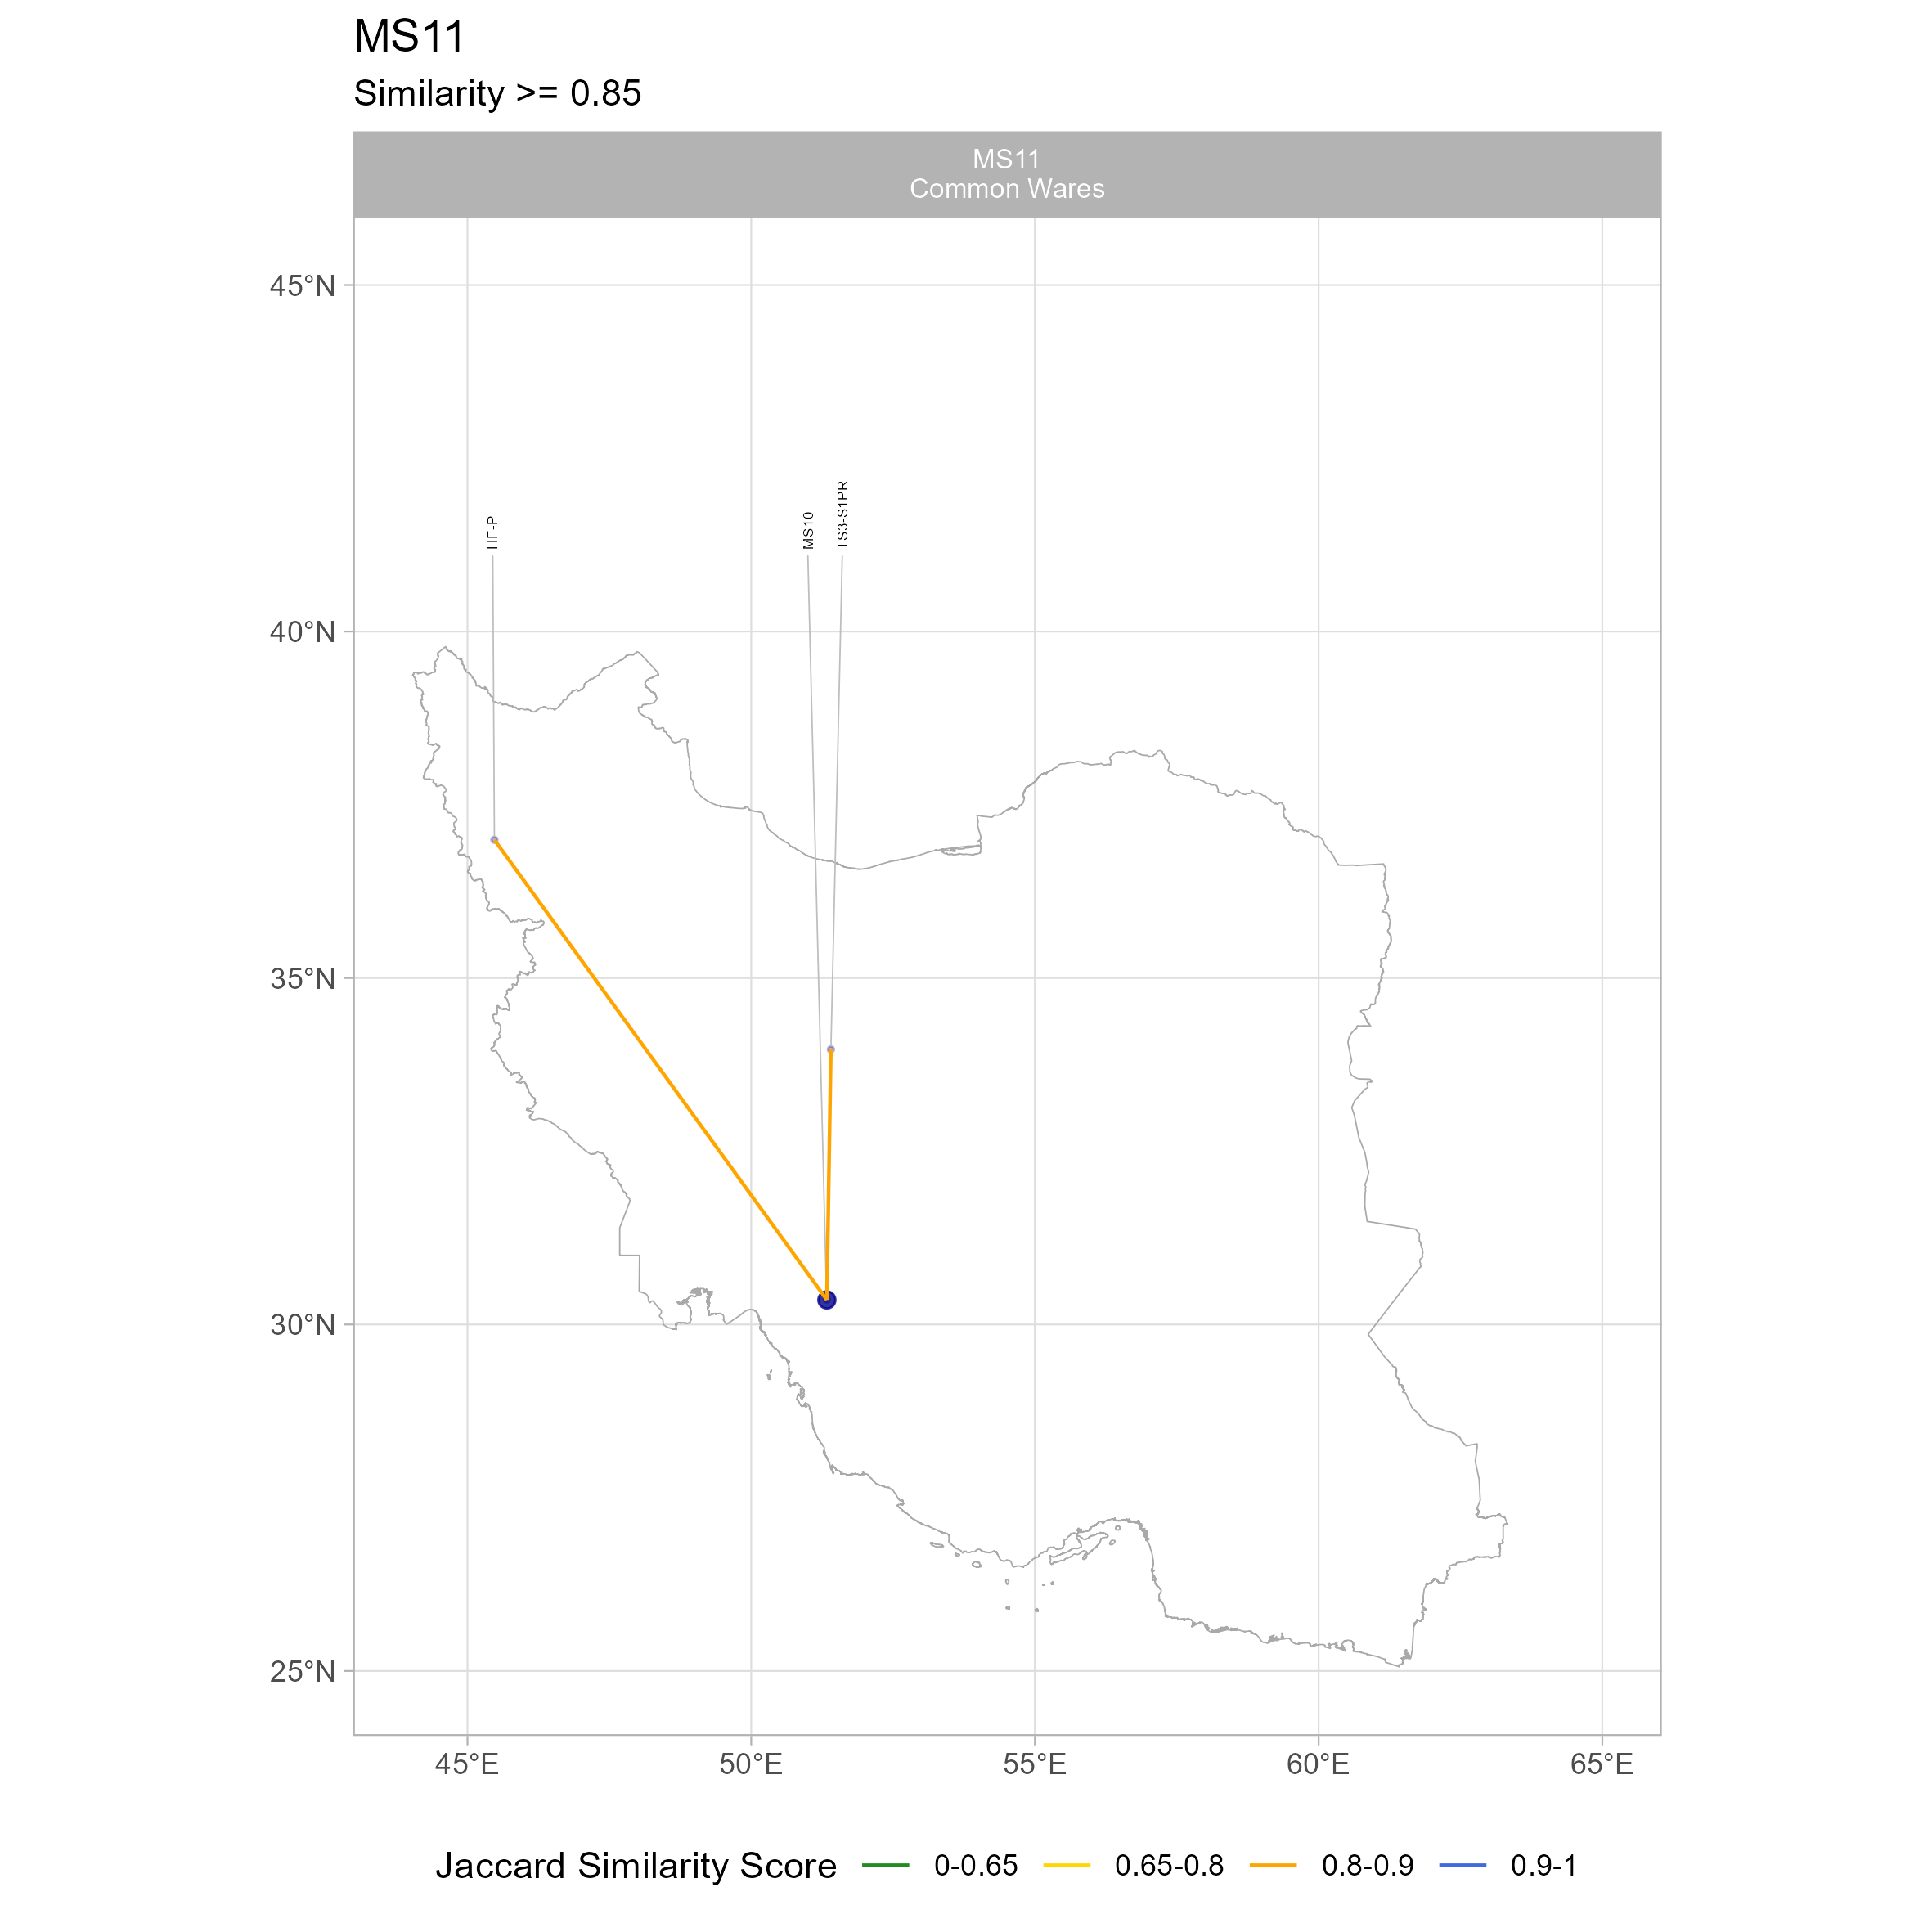 MS11
Similarity >= 0.85
MS11
Common Wares
45°N
40°N
35°N
30°N
25°N
HF-P
MS10
TS3-S1PR
45°E
50°E
55°E
60°E
65°E
Jaccard Similarity Score 0-0.65 0.65-0.8 0.8-0.9 0.9-1